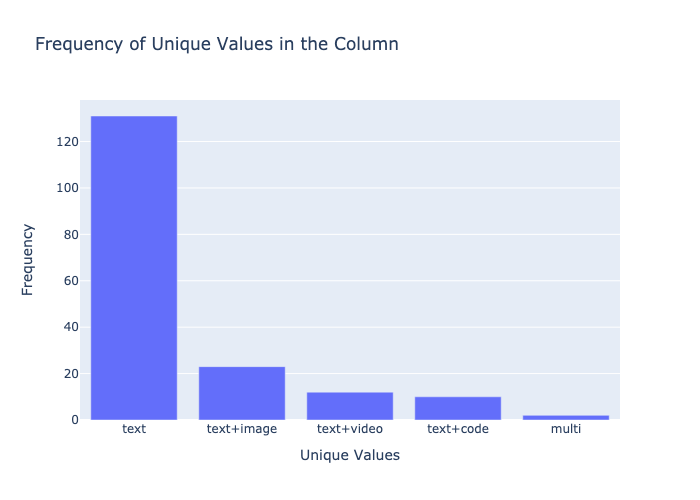 Frequency of Unique Values in the Column
Frequency
120
100
80
60
40
20
0
text text+image text+video text+code multi
Unique Values